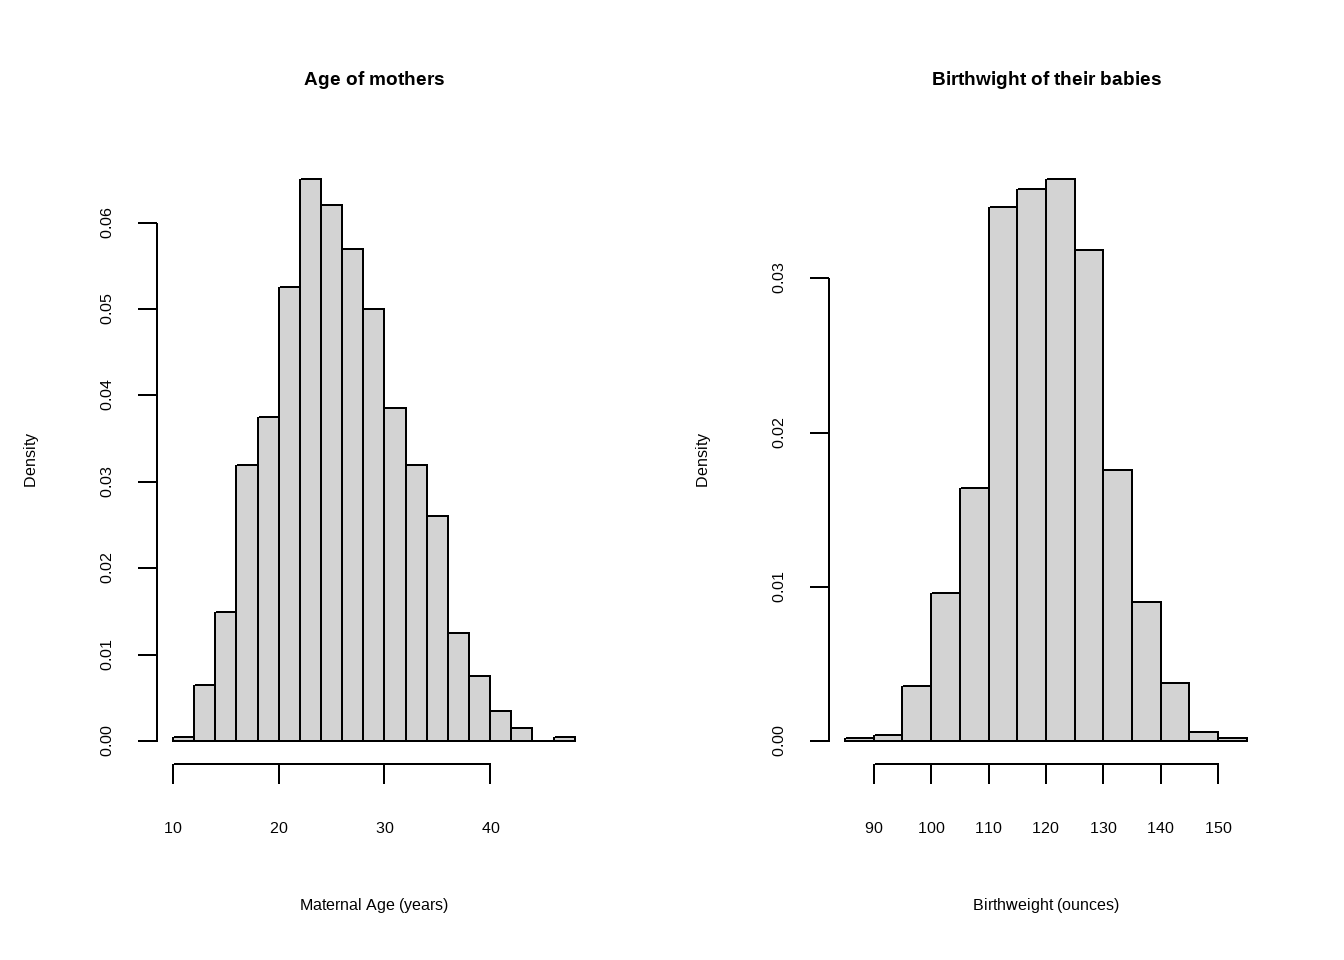 Age of mothers
Density
0.00
0.01
0.02
0.03
0.04
0.05
0.06
10 20 30 40
Maternal Age (years)
Birthwight of their babies
Density
0.00
0.01
0.02
0.03
90 100 110 120 130 140 150
Birthweight (ounces)